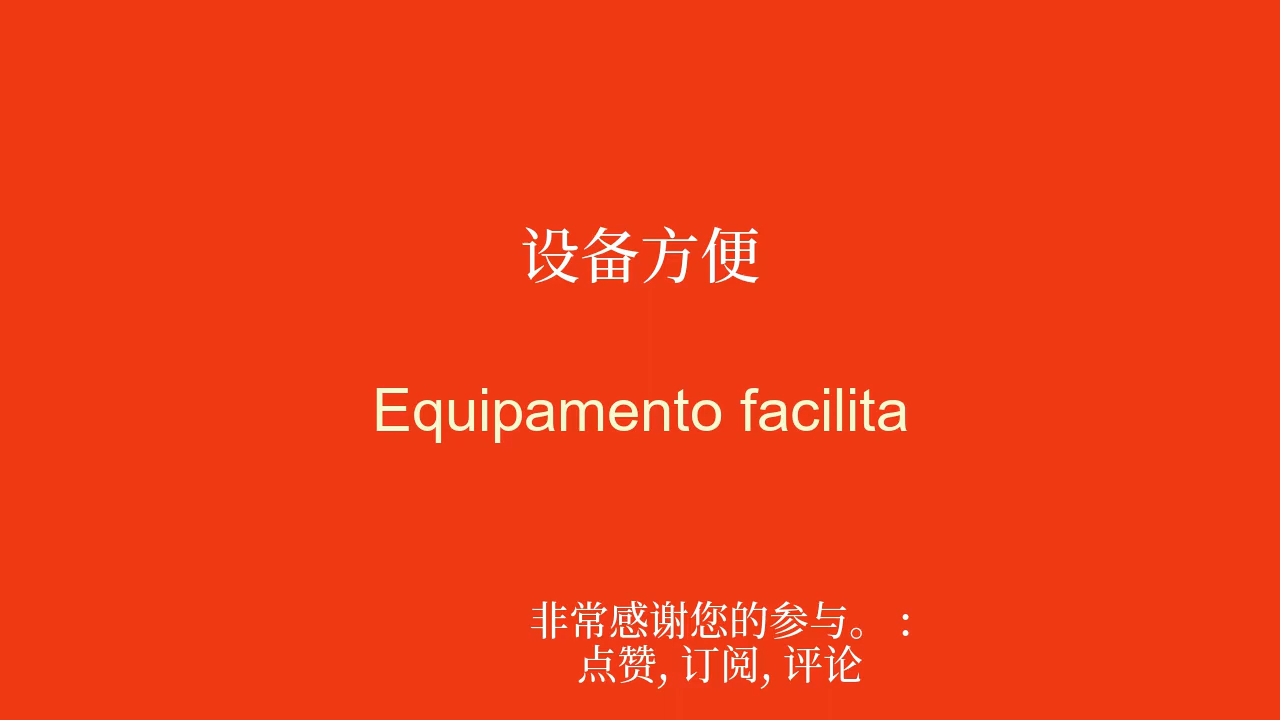 设备方便
Equipamento facilita
非常感谢您的参与。 :
点赞, 订阅, 评论